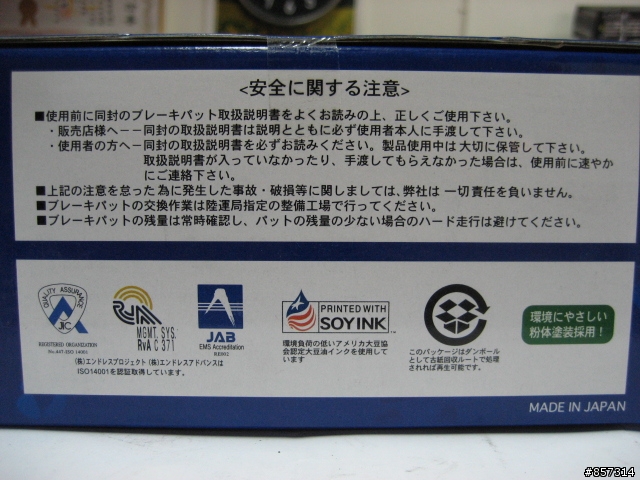 <安全に関する注意>
■使用前に同封のブレーキパット取扱説明書をよくお読みの上、正しくご使用下さい。
・販売店様へ−−同封の取扱説明書は説明とともに必ず使用者本人に手渡して下さい。
・使用者の方へ−同封の取扱説明書を必ずお読みください。製品使用中は大切に保管して下さい。
取扱説明書が入っていなかったり、手渡してもらえなかった場合は、使用前に速やか
にご連絡下さい。
■上記の注意を怠った為に発生した事故・破損等に関しましては、弊社は一切責任を負いません。
■ブレーキパットの交換作業は陸運局指定の整備工場で行ってください。
■ブレーキパットの残量は常時確認し、パットの残量の少ない場合のハード走行は避けてください。
QUALITY ASSURANCE
JIC
REGISTERED ORGANIZATION
No.447-ISO 14001
RvA
MGMT. SYS.
RvA C 371
JAB
EMS Accreditation
RE002
(株)エンドレスプロジェクト (株)エンドレスアドバンスは
ISO14001を認証取得しています。
PRINTED WITH
SOY INK
TM
環境負荷の低いアメリカ大豆協
会認定大豆油インクを使用して
います
このパッケージはダンボール
として古紙回収ルートで処理
されれば再生可能です。
環境にやさしい
粉体塗装採用!
MADE IN JAPAN
#857314